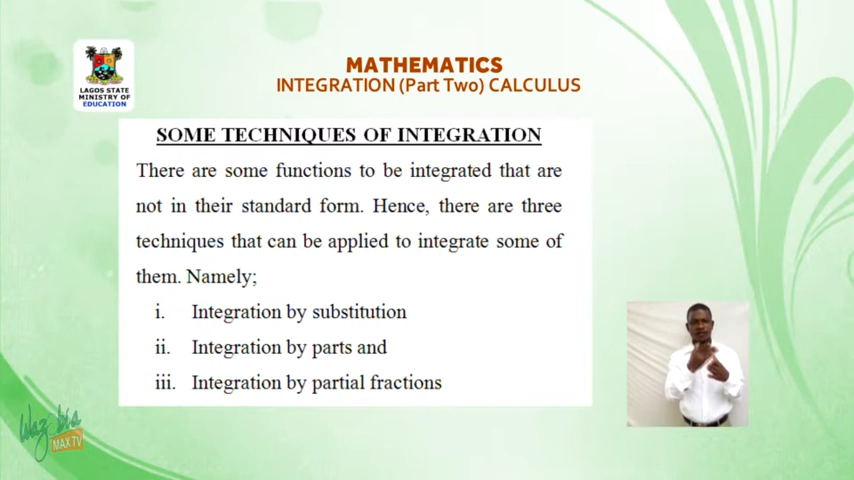 MATHEMATICS
INTEGRATION (Part Two) CALCULUS
LAGOS STATE
MINISTRY OF
EDUCATION
SOME TECHNIQUES OF INTEGRATION
There are some functions to be integrated that are
not in their standard form. Hence, there are three
techniques that can be applied to integrate some of
them. Namely;
i. Integration by substitution
ii. Integration by parts and
iii. Integration by partial fractions
Wazobia
MAX TV